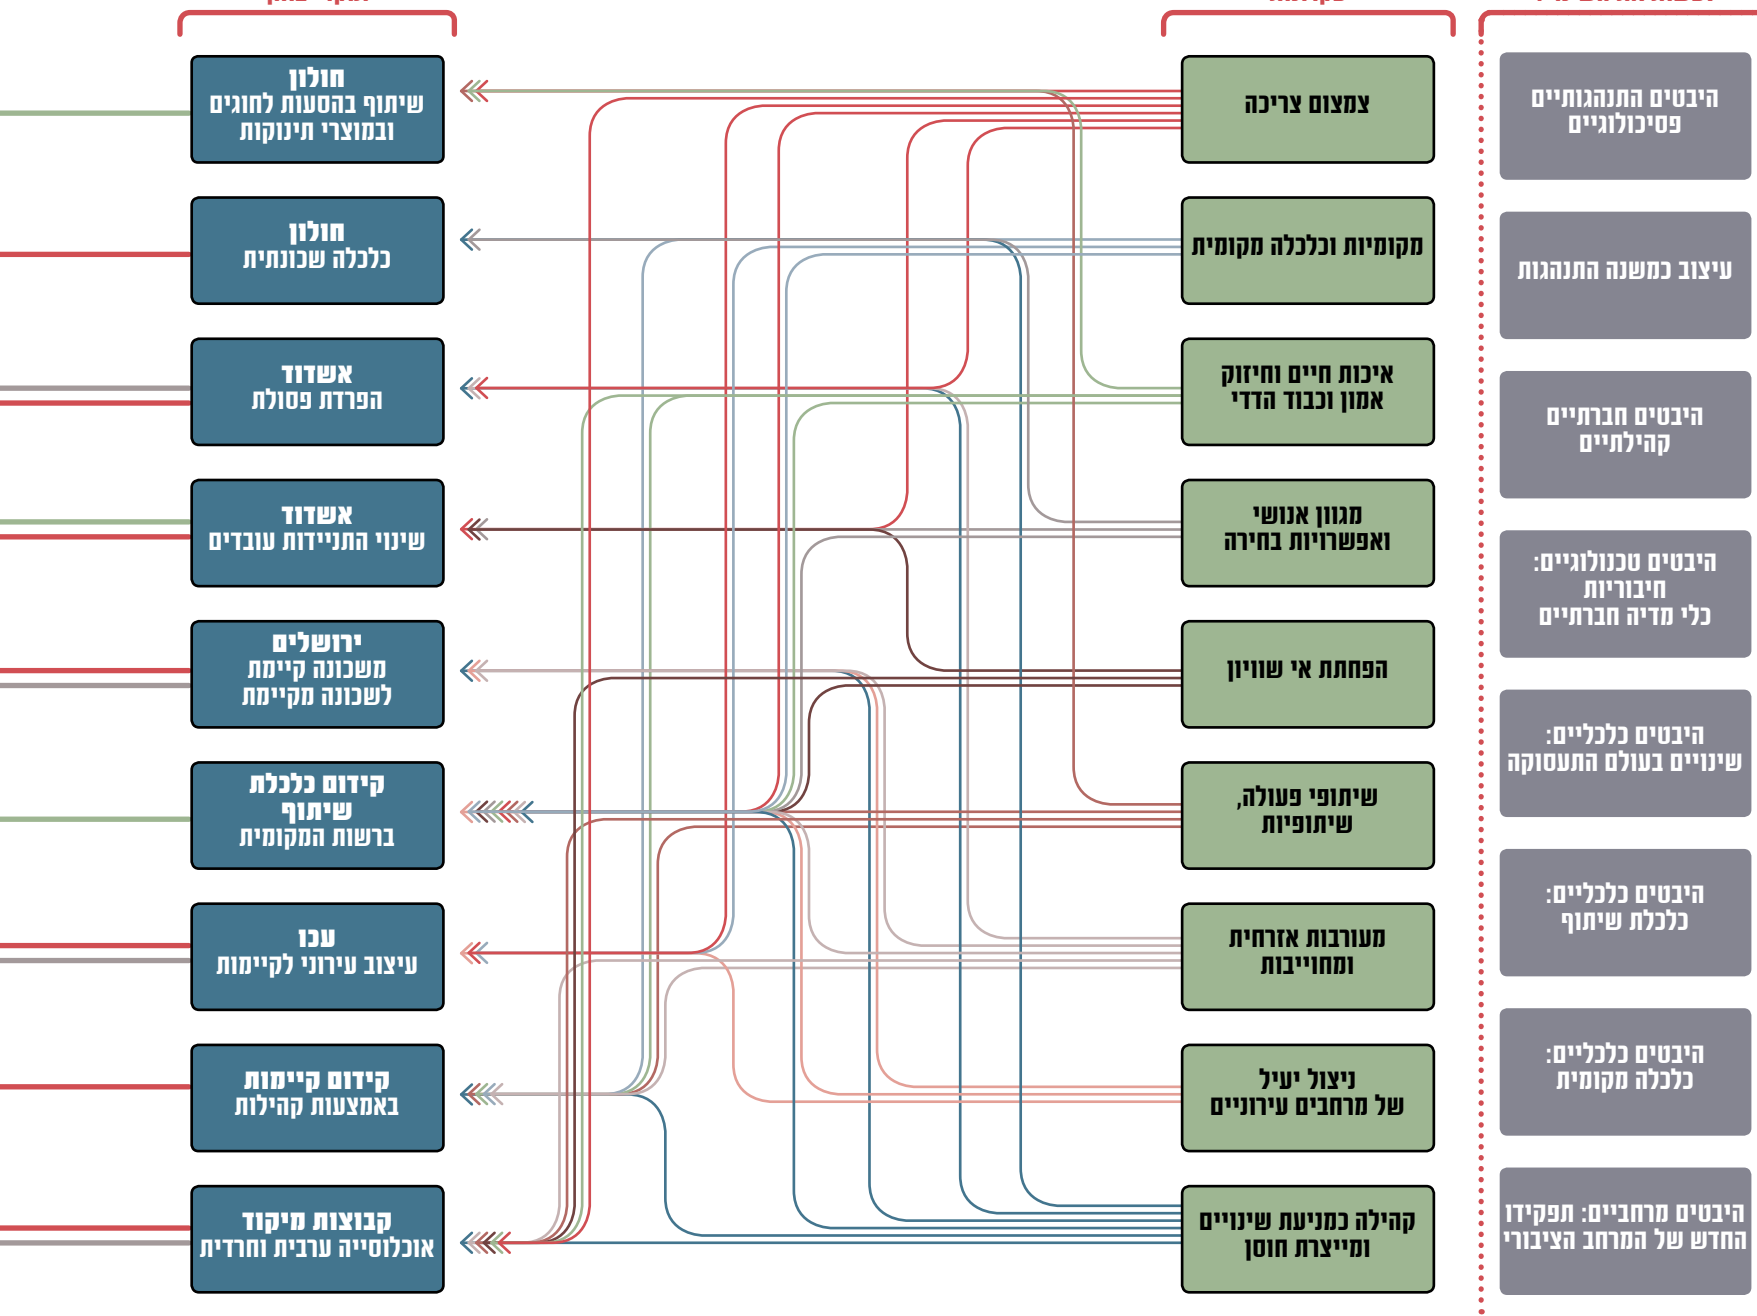 היבטים התנהגותיים
פסיכולוגיים
עיצוב כמשנה התנהגות
היבטים חברתיים
קהילתיים
היבטים טכנולוגיים:
חיבוריות
כלי מדיה חברתיים
היבטים כלכליים:
שינויים בעולם התעסוקה
היבטים כלכליים:
כלכלת שיתוף
היבטים כלכליים:
כלכלה מקומית
היבטים מרחביים: תפקידו
החדש של המרחב הציבורי
צמצום צריכה
מקומיות וכלכלה מקומית
איכות חיים וחיזוק
אמון וכבוד הדדי
מגוון אנושי
ואפשרויות בחירה
הפחתת אי שוויון
שיתופי פעולה,
שיתופיות
מעורבות אזרחית
ומחוייבות
ניצול יעיל
של מרחבים עירוניים
קהילה כמניעת שינויים
ומייצרת חוסן
חולון
שיתוף בהסעות לחוגים
ובמוצרי תינוקות
חולון
כלכלה שכונתית
אשדוד
הפרדת פסולת
אשדוד
שינוי התניידות עובדים
ירושלים
משכונה קיימת
לשכונה מקיימת
קידום כלכלת
שיתוף
ברשות המקומית
עכו
עיצוב עירוני לקיימות
קידום קיימות
באמצעות קהילות
קבוצות מיקוד
אוכלוסייה ערבית וחרדית